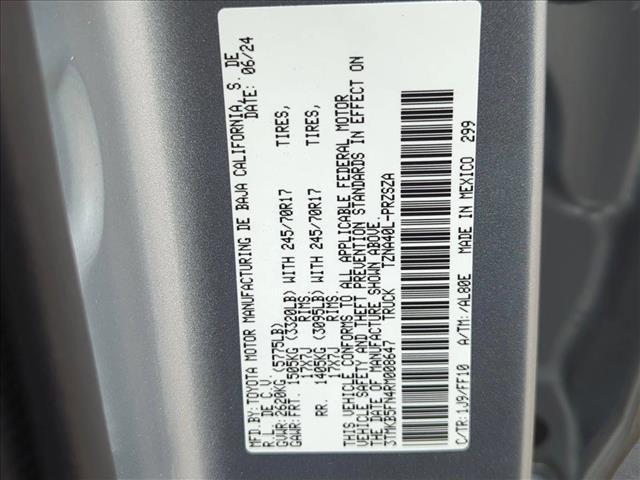 MFD.BY:TOYOTA MOTOR MANUFACTURING DE BAJA CALIFORNIA, S. DE
R.L. DE C.V. DATE: 06/24
GVWR: 2620KG (5775LB)
GAWR:FRT. 1505KG (3320LB) WITH 245/70R17 TIRES,
17X7J RIMS.
RR. 1405KG (3095LB) WITH 245/70R17 TIRES,
17X7J RIMS.
THIS VEHICLE CONFORMS TO ALL APPLICABLE FEDERAL MOTOR
VEHICLE SAFETY AND THEFT PREVENTION STANDARDS IN EFFECT ON
THE DATE OF MANUFACTURE SHOWN ABOVE.
3TMKB5FN4RM008647 TRUCK TZNA40L-PRZSZA
C/TR:1J9/FF10 A/TM:/AL80E MADE IN MEXICO 299